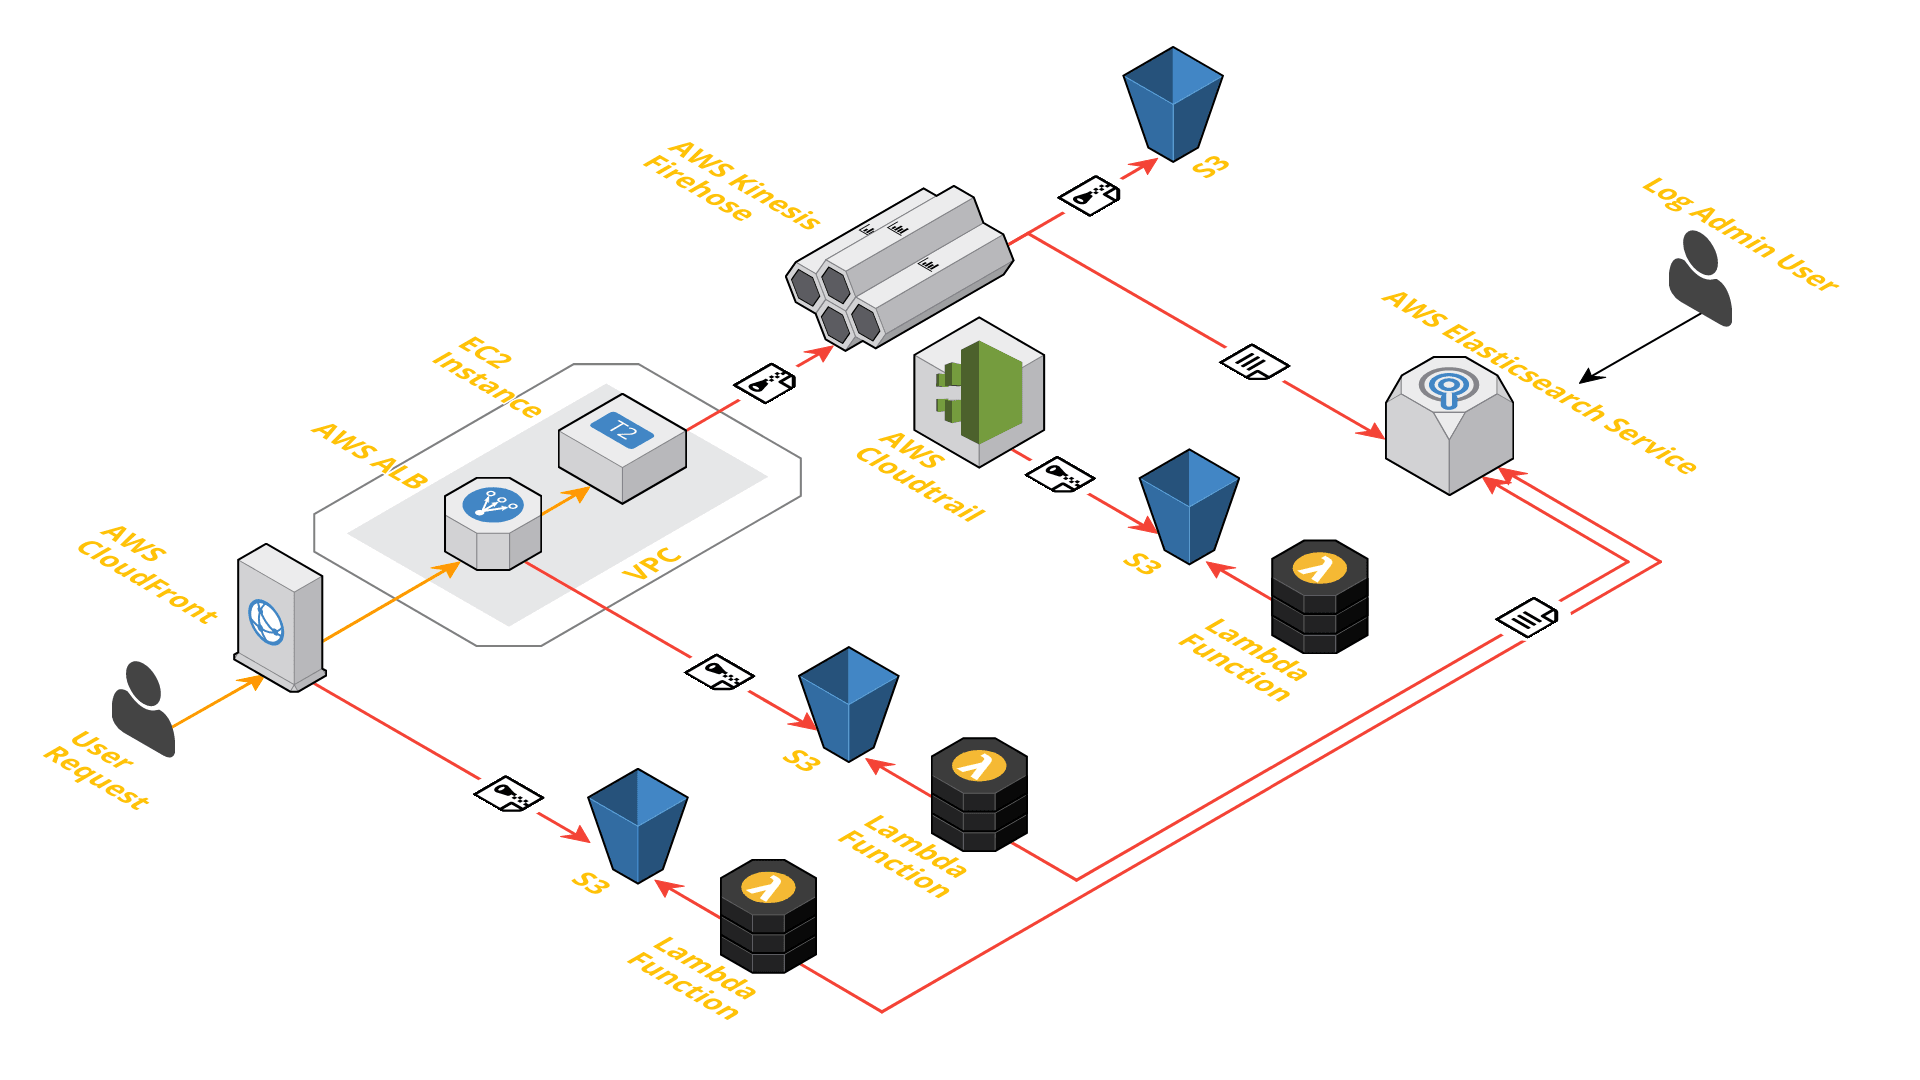 S3
AWS Kinesis
Firehose
Log Admin User
AWS Elasticsearch Service
EC2
Instance
T2
AWS ALB
AWS
Cloudtrail
AWS
CloudFront
VPC
S3
Lambda
Function
User
Request
S3
Lambda
Function
S3
Lambda
Function